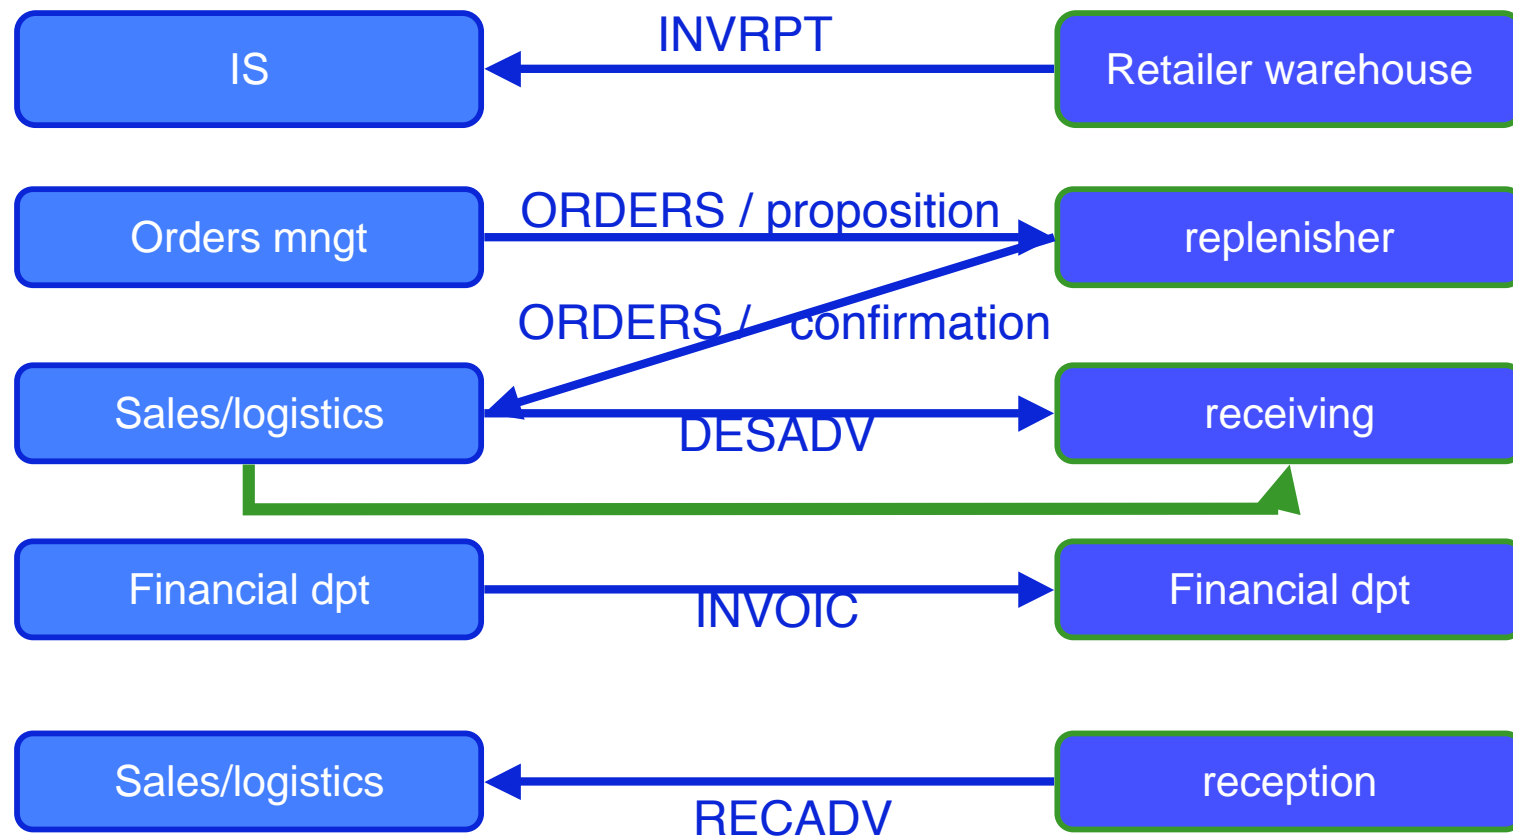 INVRPT
IS
Retailer warehouse
ORDERS / proposition
Orders mngt
replenisher
ORDERS / confirmation
Sales/logistics
receiving
DESADV
Financial dpt
Financial dpt
INVOIC
Sales/logistics
reception
RECADV